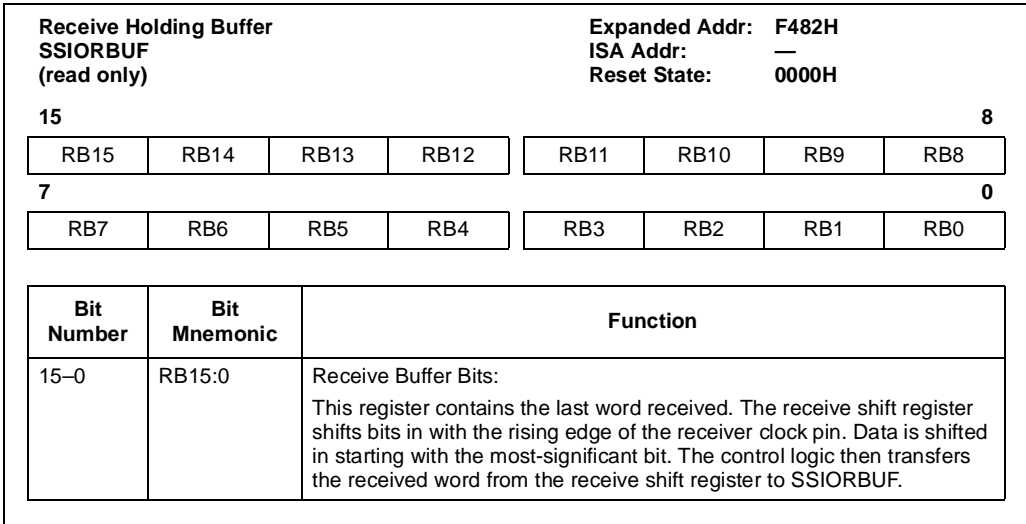 Receive Holding Buffer Expanded Addr: F482H
SSIORBUF ISA Addr: —
(read only) Reset State: 0000H
15 8
RB15 RB14 RB13 RB12 RB11 RB10 RB9 RB8
7 0
RB7 RB6 RB5 RB4 RB3 RB2 RB1 RB0
Bit Number Bit Mnemonic Function
15–0 RB15:0 Receive Buffer Bits:
This register contains the last word received. The receive shift register
shifts bits in with the rising edge of the receiver clock pin. Data is shifted
in starting with the most-significant bit. The control logic then transfers
the received word from the receive shift register to SSIORBUF.